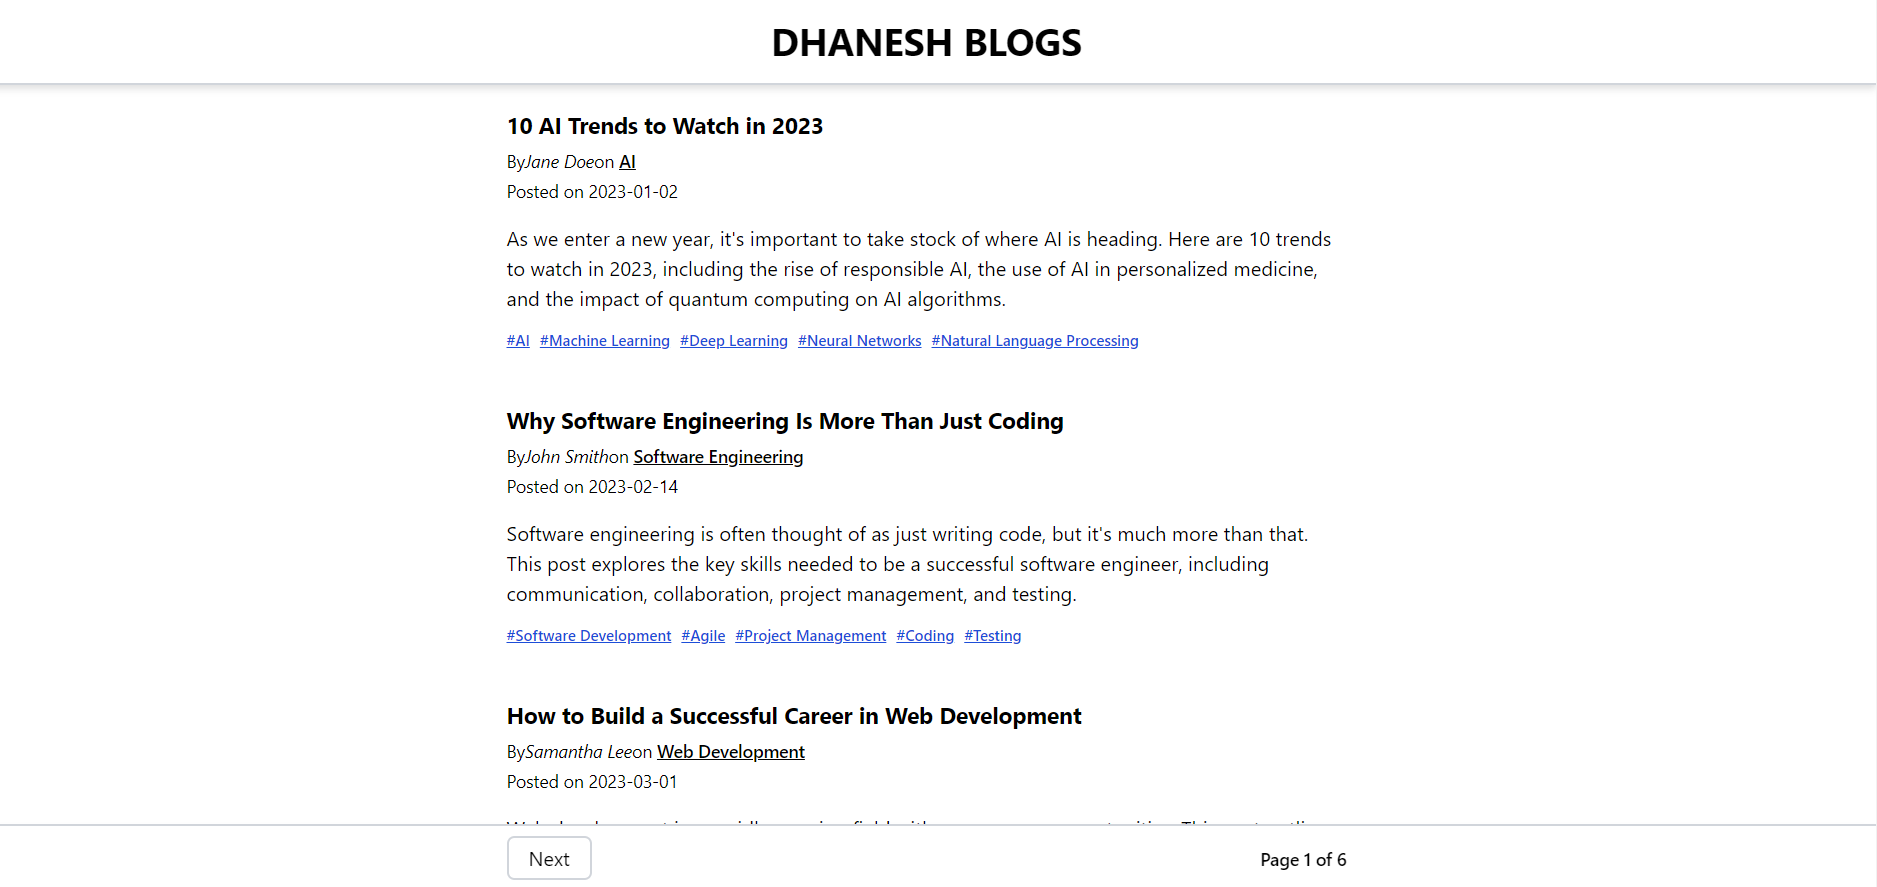 DHANESH BLOGS
10 AI Trends to Watch in 2023
ByJane Doeon AI
Posted on 2023-01-02
As we enter a new year, it's important to take stock of where AI is heading. Here are 10 trends
to watch in 2023, including the rise of responsible AI, the use of AI in personalized medicine,
and the impact of quantum computing on AI algorithms.
#AI #Machine Learning #Deep Learning #Neural Networks #Natural Language Processing
Why Software Engineering Is More Than Just Coding
ByJohn Smithon Software Engineering
Posted on 2023-02-14
Software engineering is often thought of as just writing code, but it's much more than that.
This post explores the key skills needed to be a successful software engineer, including
communication, collaboration, project management, and testing.
#Software Development #Agile #Project Management #Coding #Testing
How to Build a Successful Career in Web Development
BySamantha Leeon Web Development
Posted on 2023-03-01
Next
Page 1 of 6